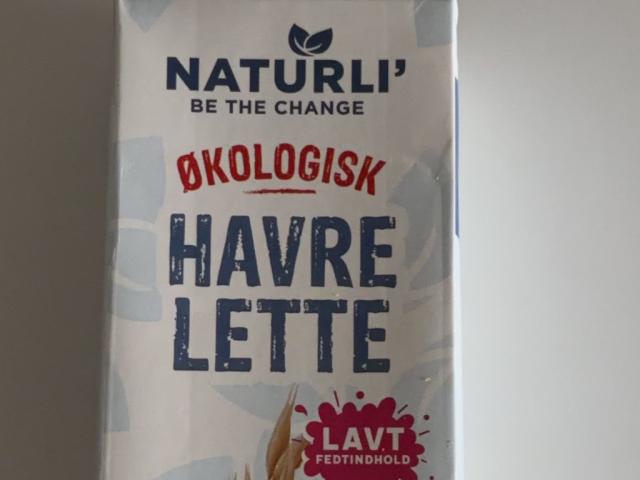 NATURLI'
BE THE CHANGE
ØKOLOGISK
HAVRE
LETTE
LAVT
FEDTINDHOLD